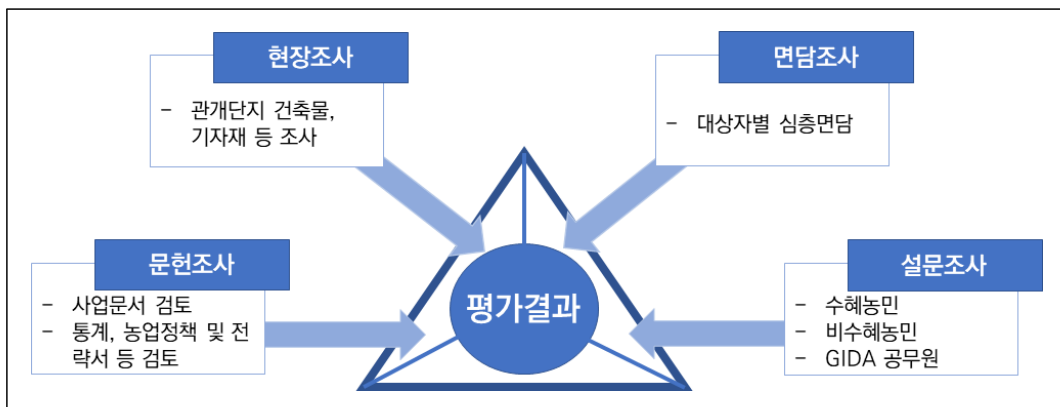 현장조사
- 관개단지 건축물,
기자재 등 조사
면담조사
- 대상자별 심층면담
문헌조사
- 사업문서 검토
- 통계, 농업정책 및 전
략서 등 검토
평가결과
설문조사
- 수혜농민
- 비수혜농민
- GIDA 공무원